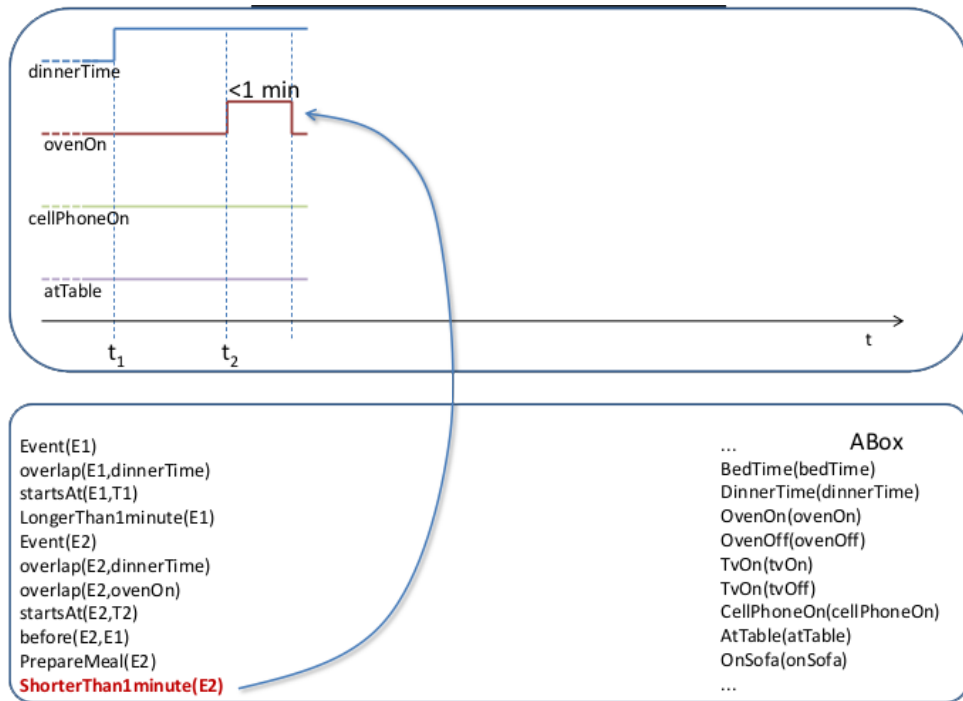 dinnerTime
<1 min
ovenOn
cellPhoneOn
atTable
t
t1
t2
Event(E1)
overlap(E1,dinnerTime)
startsAt(E1,T1)
LongerThan1minute(E1)
Event(E2)
overlap(E2,dinnerTime)
overlap(E2,ovenOn)
startsAt(E2,T2)
before(E2,E1)
PrepareMeal(E2)
ShorterThan1minute(E2)
... ABox
BedTime(bedTime)
DinnerTime(dinnerTime)
OvenOn(ovenOn)
OvenOff(ovenOff)
TvOn(tvOn)
TvOn(tvOff)
CellPhoneOn(cellPhoneOn)
AtTable(atTable)
OnSofa(onSofa)
...